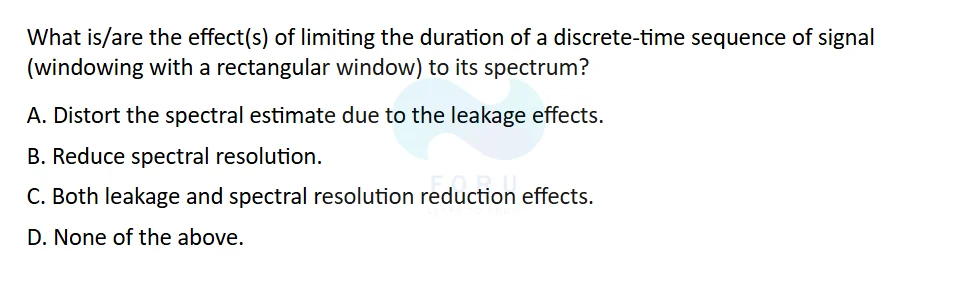 What is/are the effect(s) of limiting the duration of a discrete-time sequence of signal
(windowing with a rectangular window) to its spectrum?
A. Distort the spectral estimate due to the leakage effects.
B. Reduce spectral resolution.
C. Both leakage and spectral resolution reduction effects.
D. None of the above.